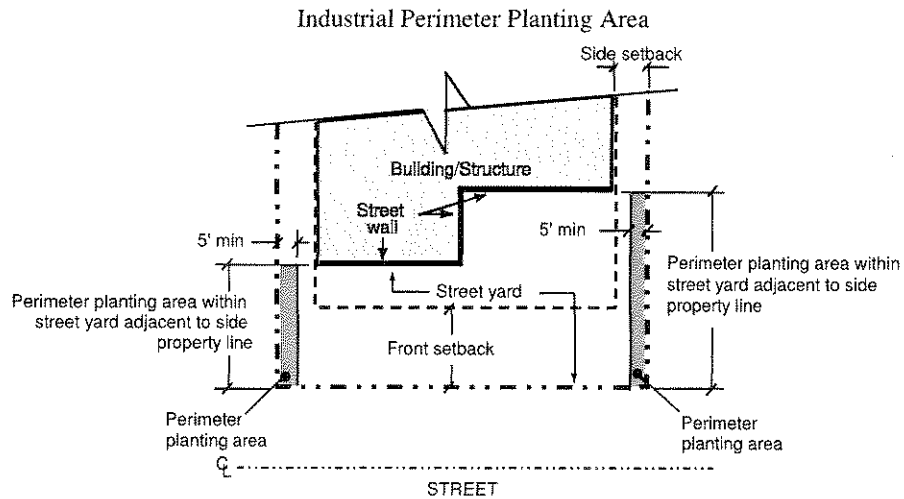 Industrial Perimeter Planting Area
Side setback
Building/Structure
Street
wall
5' min
5' min
Perimeter planting area within
street yard adjacent to side
property line
Street yard
Perimeter planting area within
street yard adjacent to side
property line
Front setback
Perimeter
planting area
Perimeter
planting area
℄
STREET